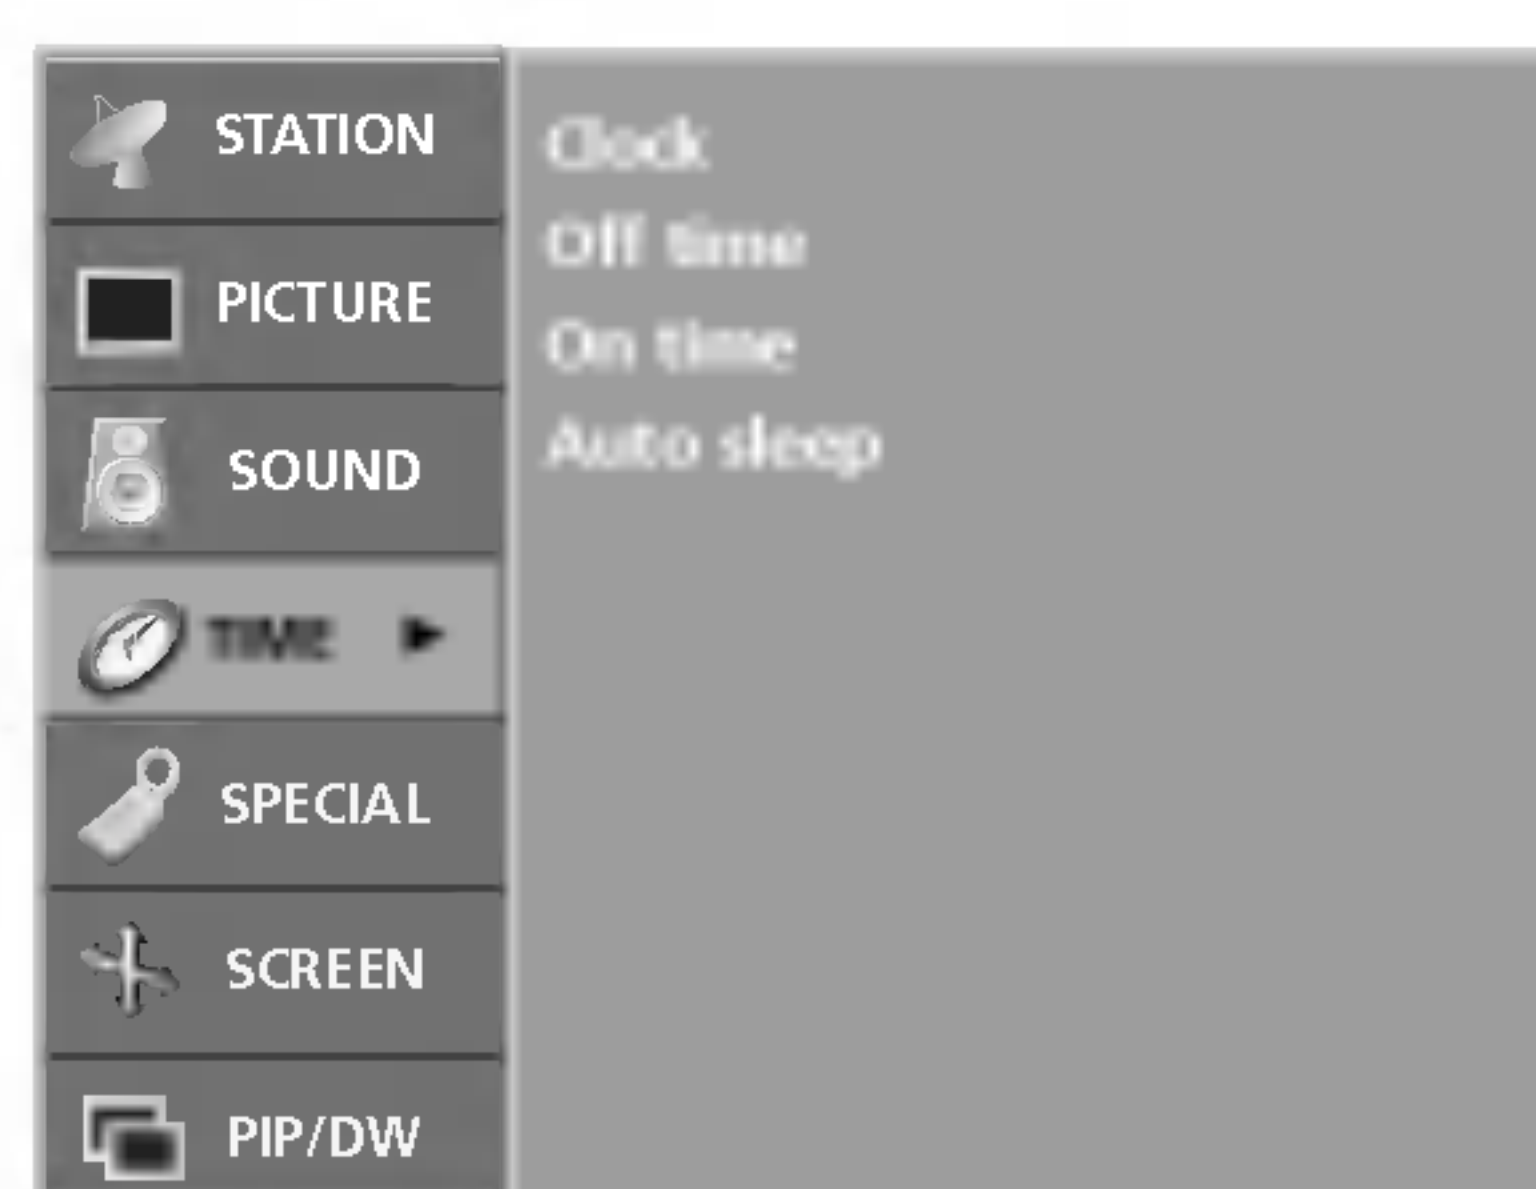 STATION
PICTURE
SOUND
TIME
SPECIAL
SCREEN
PIP/DW
Clock
Off time
On time
Auto sleep